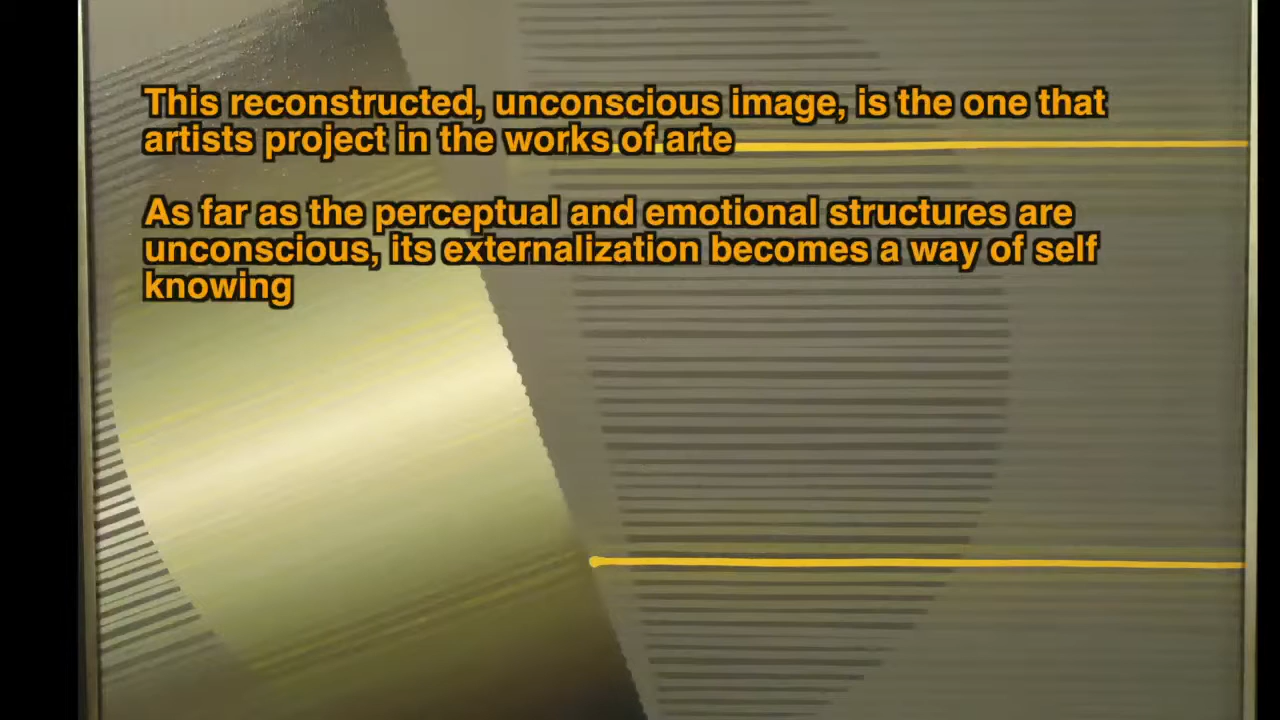 This reconstructed, unconscious image, is the one that
artists project in the works of arte
As far as the perceptual and emotional structures are
unconscious, its externalization becomes a way of self
knowing